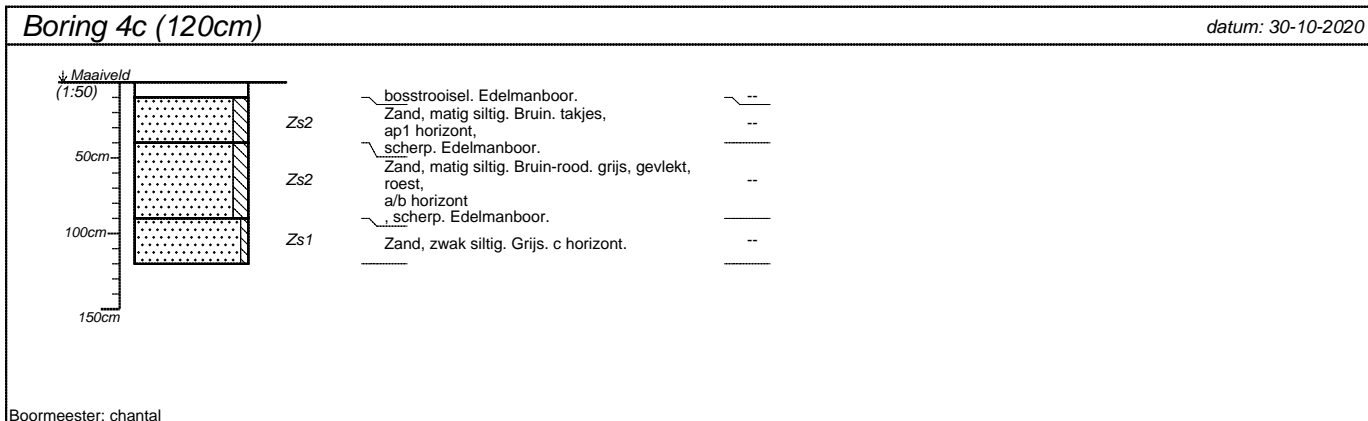 Boring 4c (120cm)
datum: 30-10-2020
Maaiveld
(1:50)
bosstrooisel. Edelmanboor.
--
Zs2
Zand, matig siltig. Bruin. takjes,
ap1 horizont,
--
50cm
scherp. Edelmanboor.
Zs2
Zand, matig siltig. Bruin-rood. grijs, gevlekt,
roest,
a/b horizont
--
, scherp. Edelmanboor.
100cm
Zs1
Zand, zwak siltig. Grijs. c horizont.
--
150cm
Boormeester: chantal